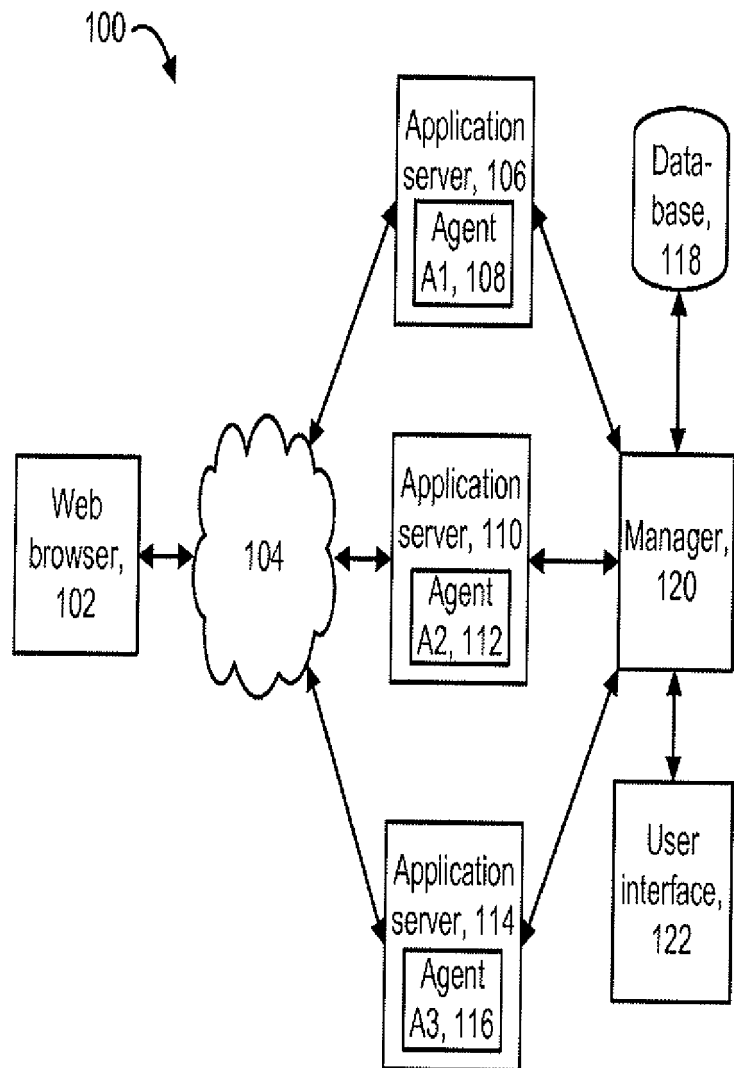 100
Application
server, 106
Agent
A1, 108
Data-
base,
118
Web
browser,
102
104
Application
server, 110
Agent
A2, 112
Manager,
120
Application
server, 114
Agent
A3, 116
User
interface,
122